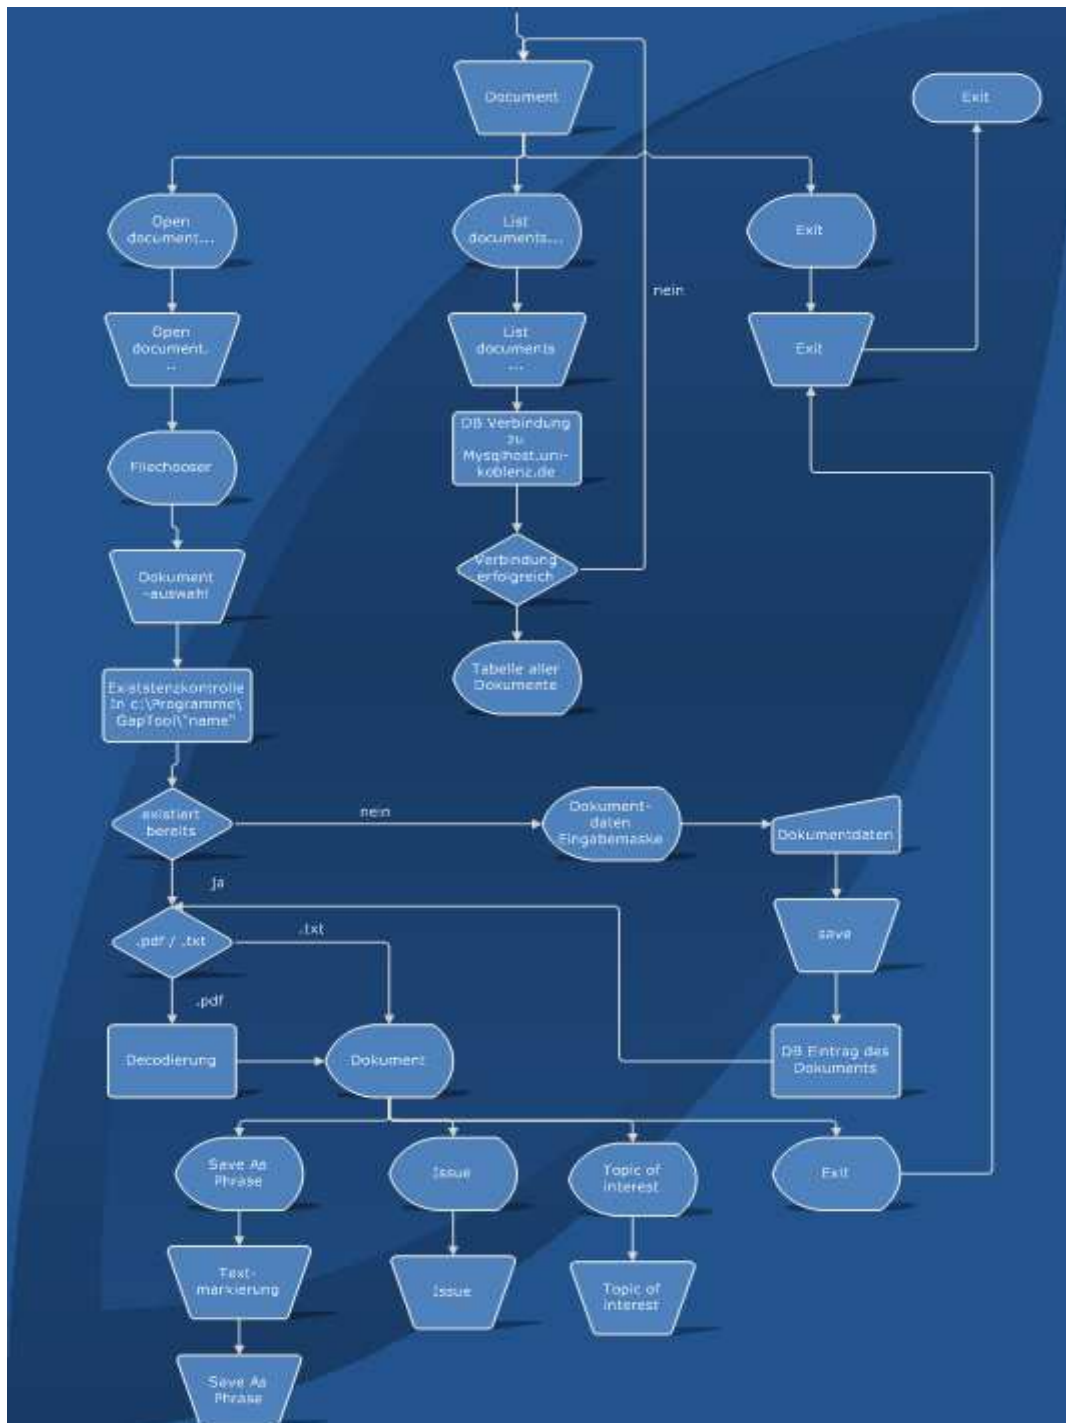 Document
Exit
Open
document...
List
documents...
Exit
nein
Open
document.
..
List
documents
...
Exit
DB Verbindung
zu
Mysqlhost.uni-
koblenz.de
Filechooser
Verbindung
erfolgreich
Dokument
-auswahl
Tabelle aller
Dokumente
Existstenzkontrolle
In c:\Programme\
GapTool\"name"
existiert
bereits
nein
Dokument-
daten
Eingabemaske
Dokumentdaten
ja
.pdf / .txt
.txt
save
.pdf
Decodierung
Dokument
DB Eintrag des
Dokuments
Save As
Phrase
Issue
Topic of
interest
Exit
Text-
markierung
Issue
Topic of
interest
Save As
Phrase